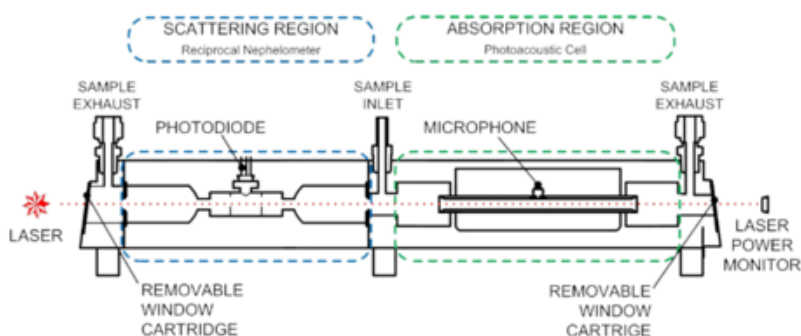 SCATTERING REGION
Reciprocal Nephelometer
ABSORPTION REGION
Photoacoustic Cell
SAMPLE
EXHAUST
SAMPLE
INLET
SAMPLE
EXHAUST
PHOTODIODE
MICROPHONE
LASER
LASER
POWER
MONITOR
REMOVABLE
WINDOW
CARTRIDGE
REMOVABLE
WINDOW
CARTRIDGE